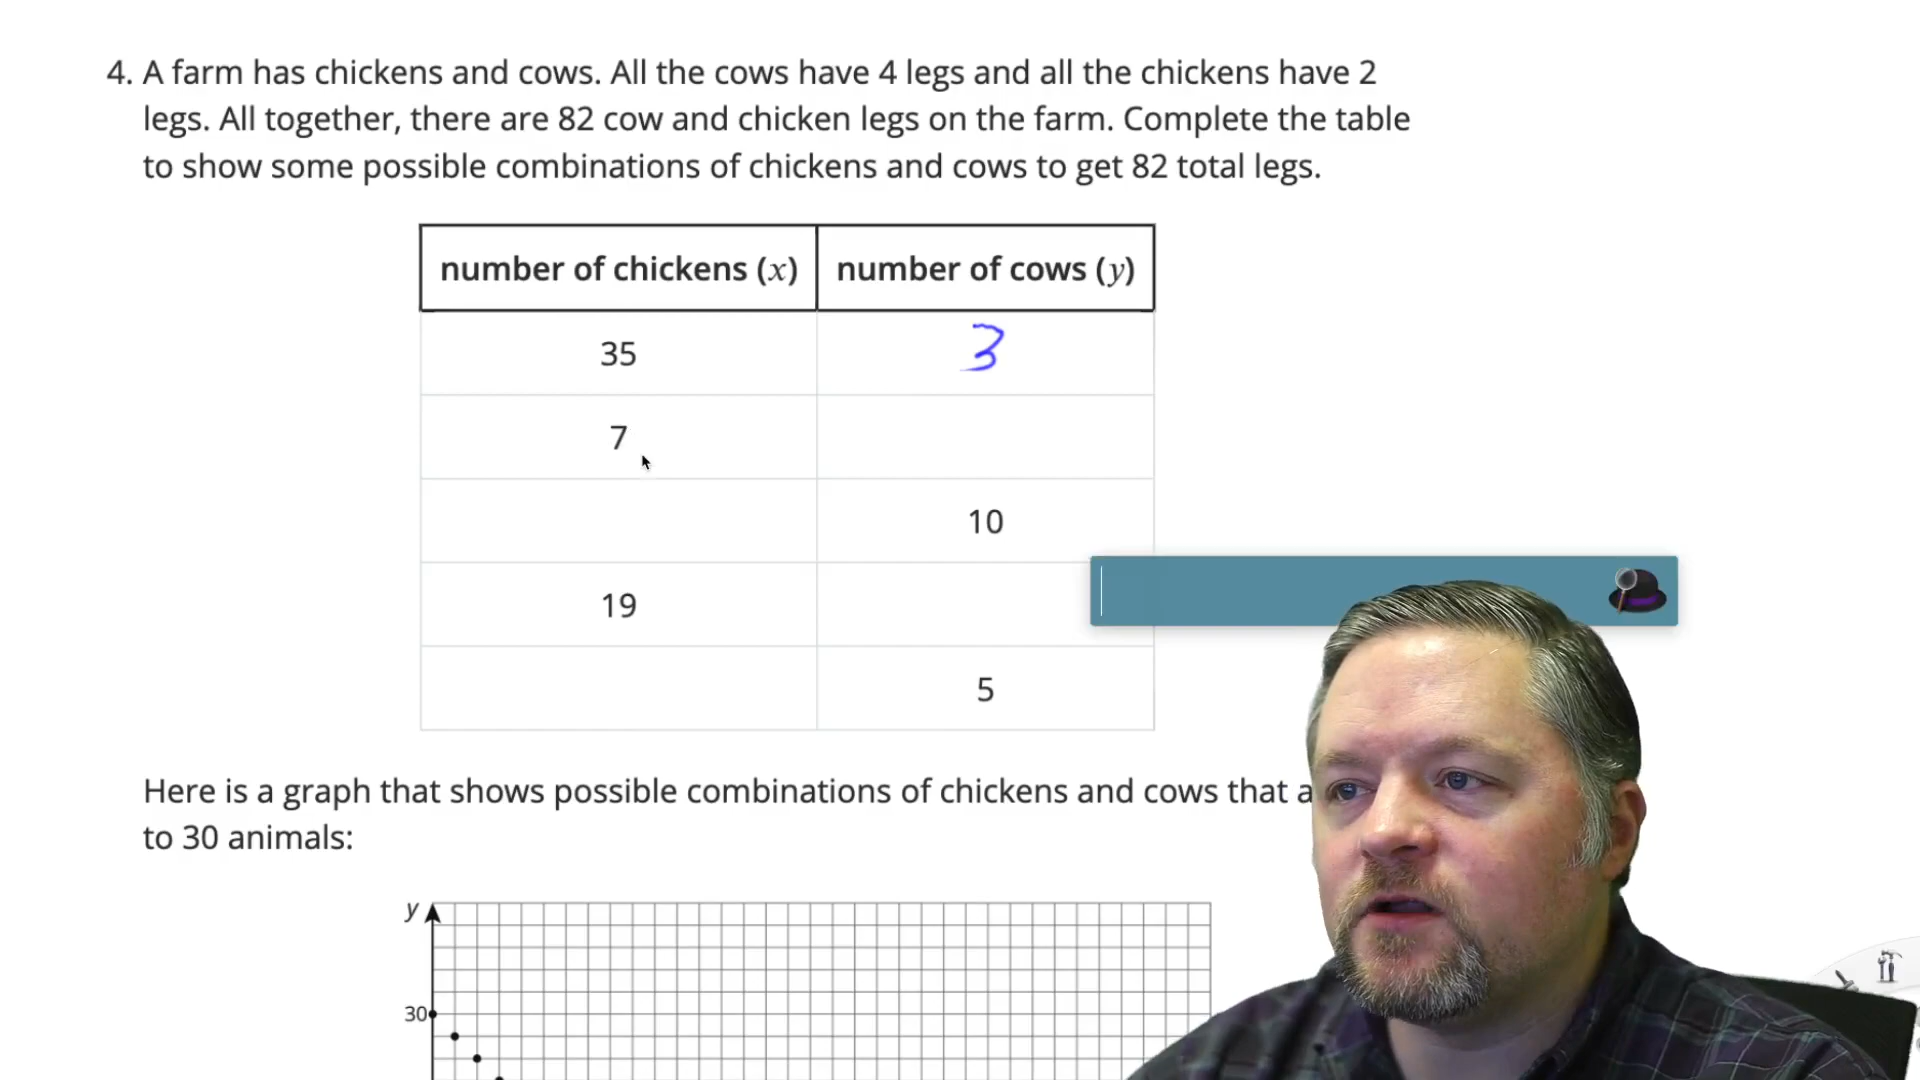 4. A farm has chickens and cows. All the cows have 4 legs and all the chickens have 2
legs. All together, there are 82 cow and chicken legs on the farm. Complete the table
to show some possible combinations of chickens and cows to get 82 total legs.
number of chickens (x) number of cows (y)
35 3
7
10
19
5
Here is a graph that shows possible combinations of chickens and cows that
to 30 animals:
y
30